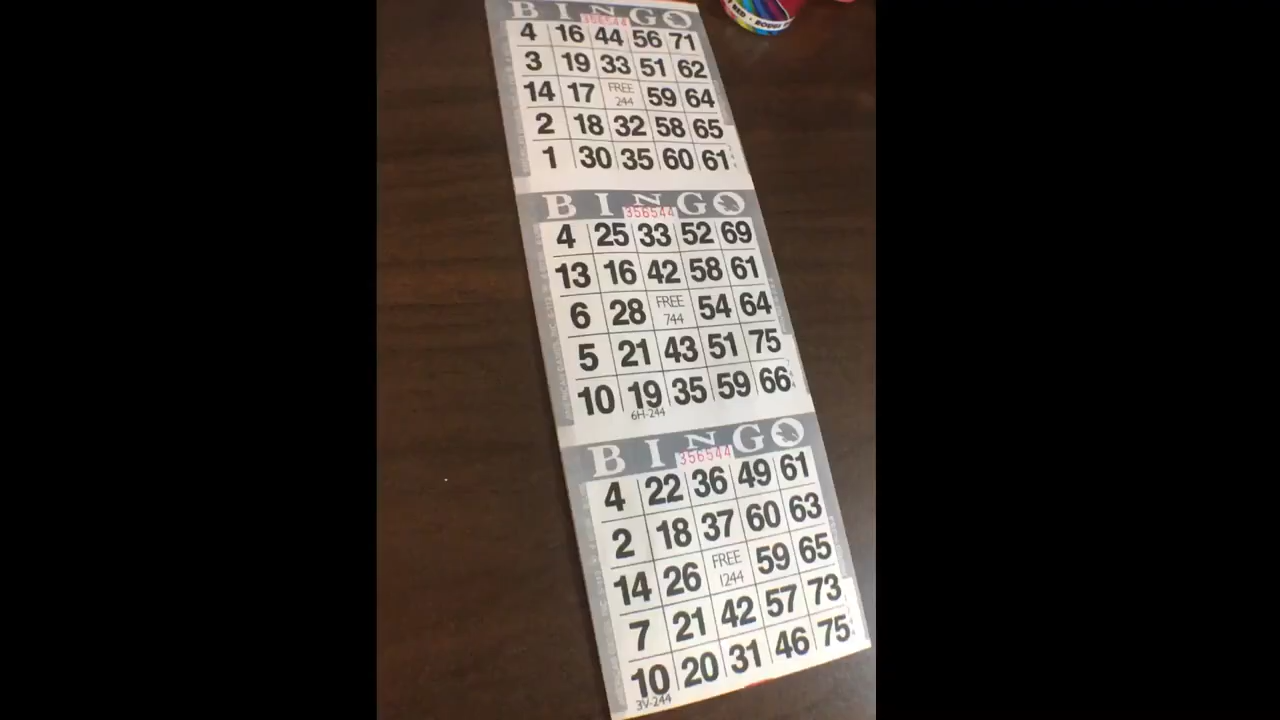 BINGO
356544
4 16 44 56 71
3 19 33 51 62
14 17 FREE 244 59 64
2 18 32 58 65
1 30 35 60 61
BINGO
356544
4 25 33 52 69
13 16 42 58 61
6 28 FREE 744 54 64
5 21 43 51 75
10 19 35 59 66
6H-244
BINGO
356544
4 22 36 49 61
2 18 37 60 63
14 26 FREE 1244 59 65
7 21 42 57 73
10 20 31 46 75
3V-244